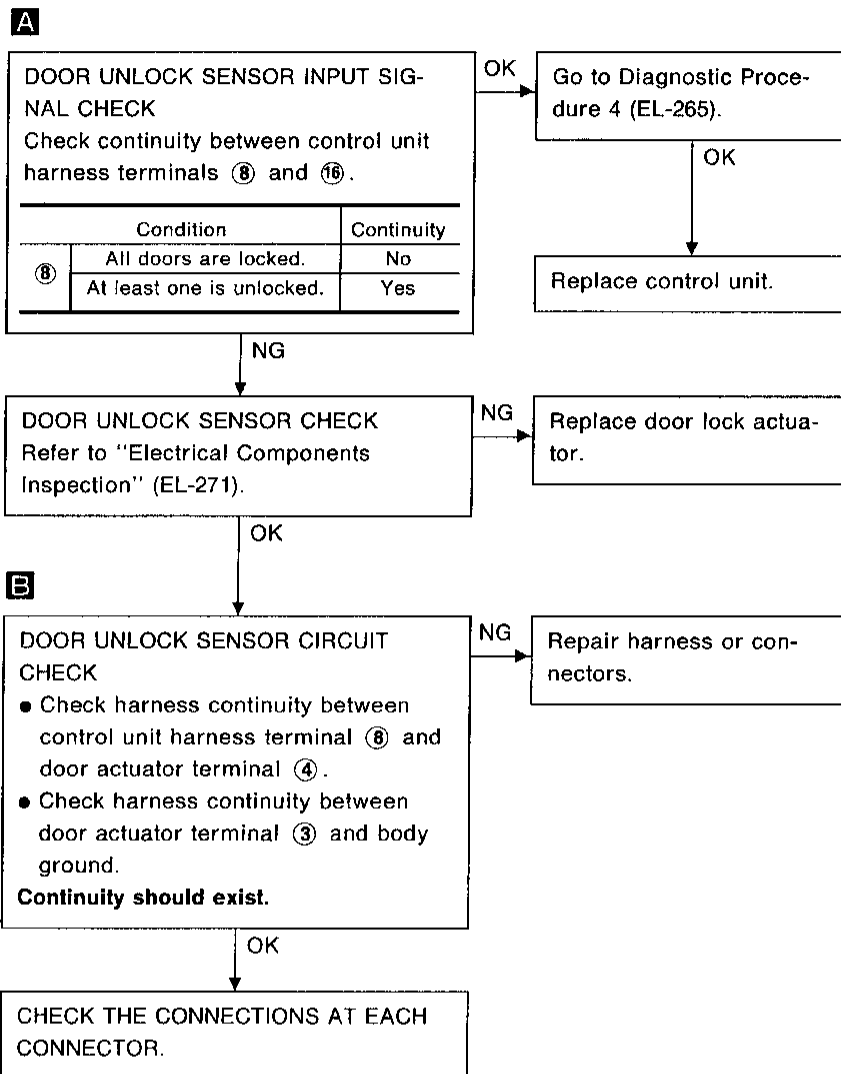 A
DOOR UNLOCK SENSOR INPUT SIG-
NAL CHECK
Check continuity between control unit
harness terminals ⑧ and ⑯.
Condition Continuity
⑧ All doors are locked. No
At least one is unlocked. Yes
OK
Go to Diagnostic Proce-
dure 4 (EL-265).
OK
Replace control unit.
NG
DOOR UNLOCK SENSOR CHECK
Refer to "Electrical Components
Inspection" (EL-271).
NG
Replace door lock actua-
tor.
OK
B
DOOR UNLOCK SENSOR CIRCUIT
CHECK
● Check harness continuity between
control unit harness terminal ⑧ and
door actuator terminal ④.
● Check harness continuity between
door actuator terminal ③ and body
ground.
Continuity should exist.
NG
Repair harness or con-
nectors.
OK
CHECK THE CONNECTIONS AT EACH
CONNECTOR.